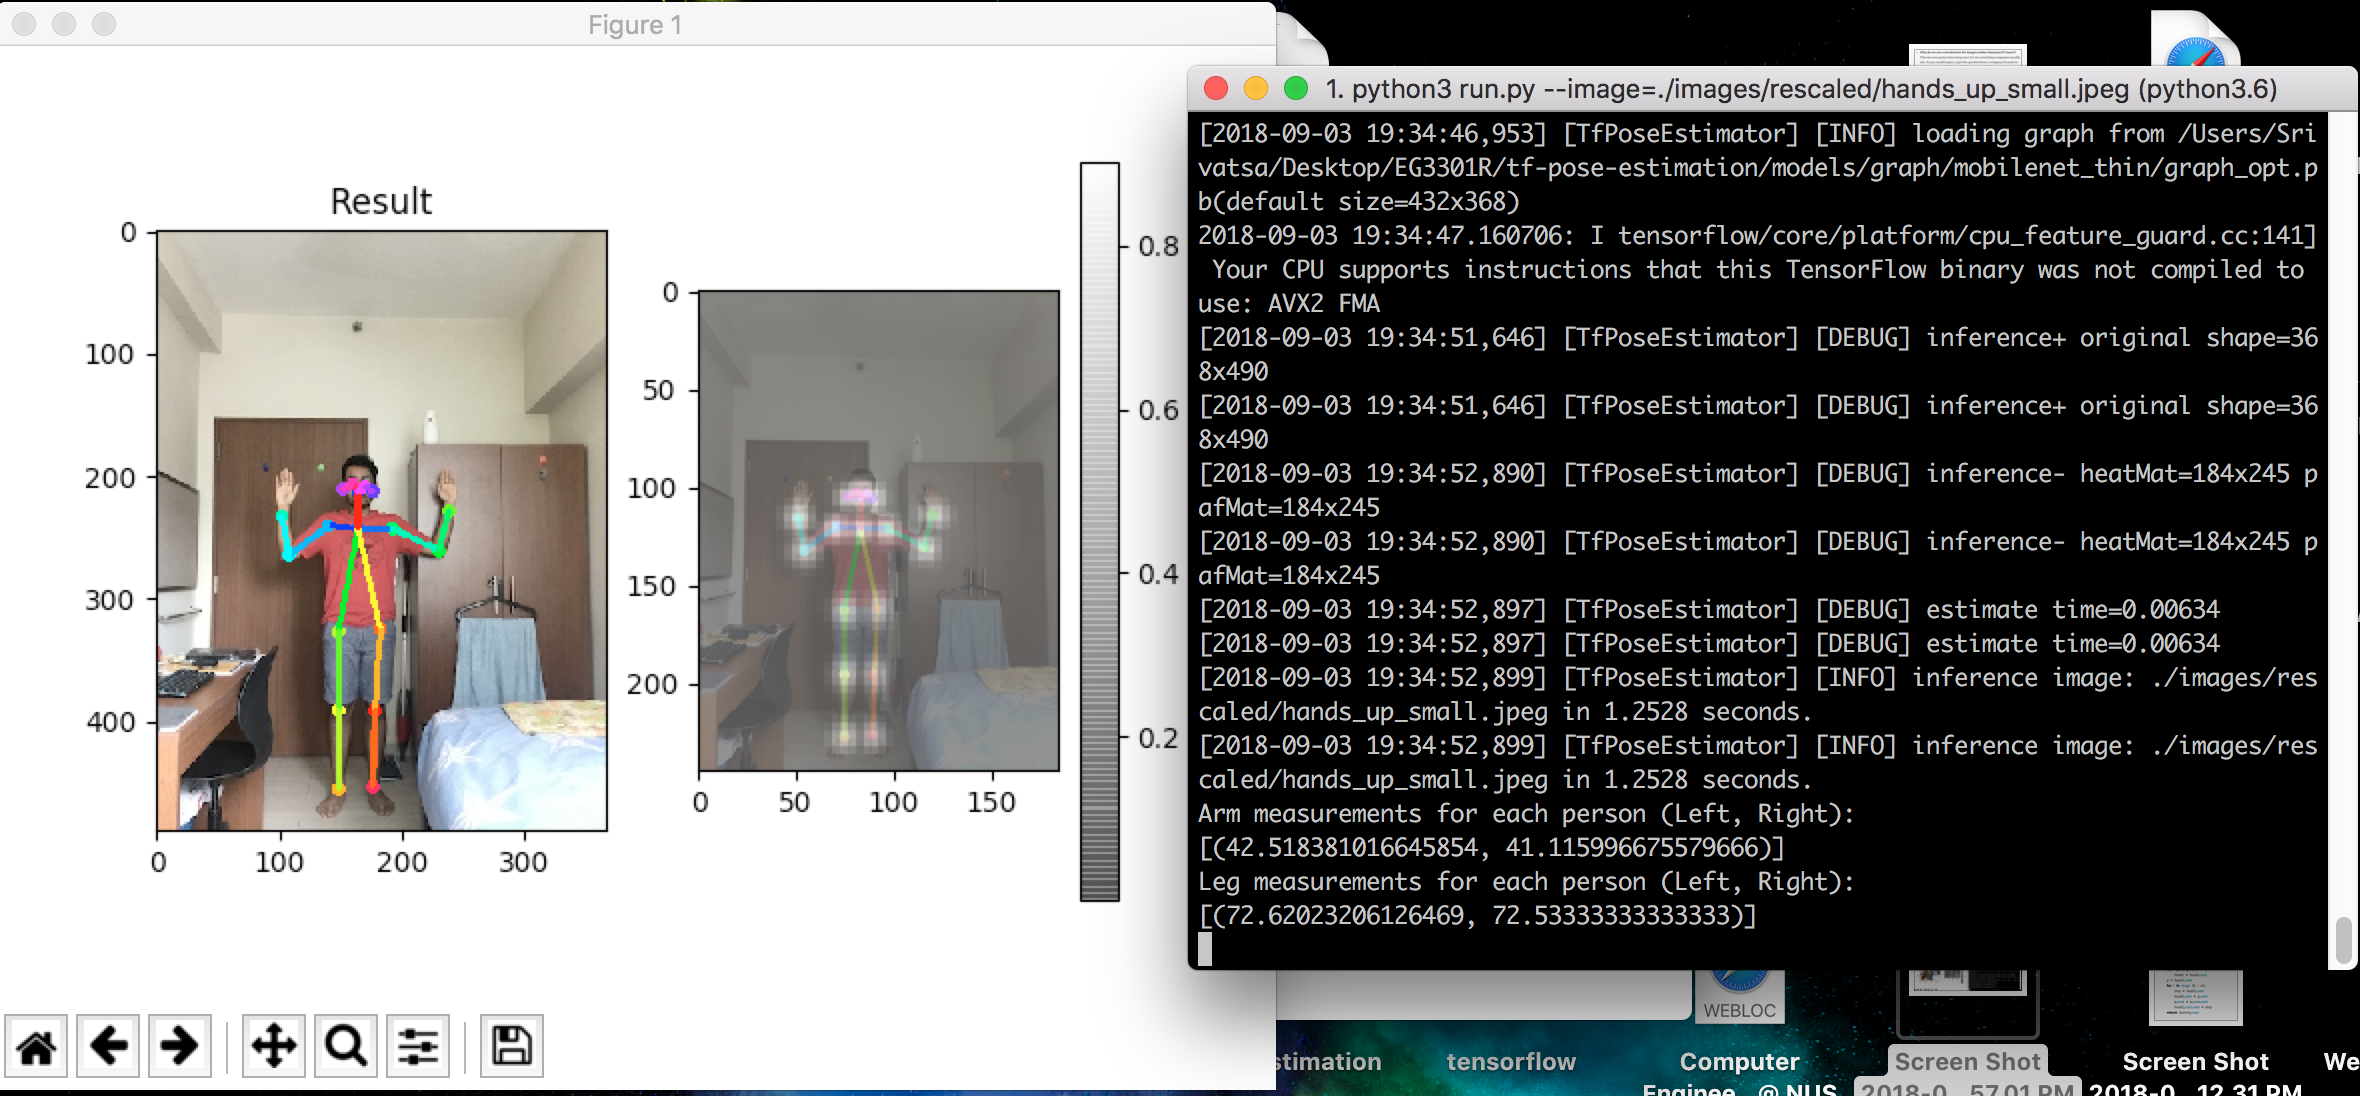 Figure 1
Result
0
100
200
300
400
0
100
200
300
0
50
100
150
200
0
50
100
150
0.8
0.6
0.4
0.2
1. python3 run.py --image=./images/rescaled/hands_up_small.jpeg (python3.6)
[2018-09-03 19:34:46,953] [TfPoseEstimator] [INFO] loading graph from /Users/Sri
vatsa/Desktop/EG3301R/tf-pose-estimation/models/graph/mobilenet_thin/graph_opt.p
b(default size=432x368)
2018-09-03 19:34:47.160706: I tensorflow/core/platform/cpu_feature_guard.cc:141]
Your CPU supports instructions that this TensorFlow binary was not compiled to
use: AVX2 FMA
[2018-09-03 19:34:51,646] [TfPoseEstimator] [DEBUG] inference+ original shape=36
8x490
[2018-09-03 19:34:51,646] [TfPoseEstimator] [DEBUG] inference+ original shape=36
8x490
[2018-09-03 19:34:52,890] [TfPoseEstimator] [DEBUG] inference- heatMat=184x245 p
afMat=184x245
[2018-09-03 19:34:52,890] [TfPoseEstimator] [DEBUG] inference- heatMat=184x245 p
afMat=184x245
[2018-09-03 19:34:52,897] [TfPoseEstimator] [DEBUG] estimate time=0.00634
[2018-09-03 19:34:52,897] [TfPoseEstimator] [DEBUG] estimate time=0.00634
[2018-09-03 19:34:52,899] [TfPoseEstimator] [INFO] inference image: ./images/res
caled/hands_up_small.jpeg in 1.2528 seconds.
[2018-09-03 19:34:52,899] [TfPoseEstimator] [INFO] inference image: ./images/res
caled/hands_up_small.jpeg in 1.2528 seconds.
Arm measurements for each person (Left, Right):
[(42.518381016645854, 41.115996675579666)]
Leg measurements for each person (Left, Right):
[(72.62023206126469, 72.53333333333333)]
WEBLOC
stimation
tensorflow
Computer
Enginee... @ NUS
Screen Shot
2018-0...57.01 PM
Screen Shot
2018-0...12.31 PM
We